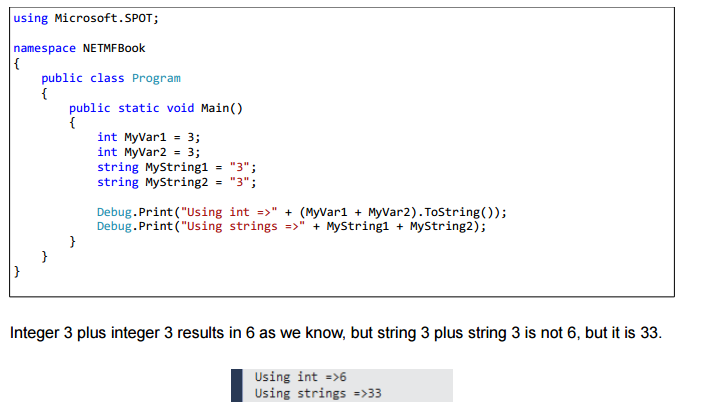 using Microsoft.SPOT;
namespace NETMFBook
{
public class Program
{
public static void Main()
{
int MyVar1 = 3;
int MyVar2 = 3;
string MyString1 = "3";
string MyString2 = "3";
Debug.Print("Using int =>" + (MyVar1 + MyVar2).ToString());
Debug.Print("Using strings =>" + MyString1 + MyString2);
}
}
}
Integer 3 plus integer 3 results in 6 as we know, but string 3 plus string 3 is not 6, but it is 33.
Using int =>6
Using strings =>33